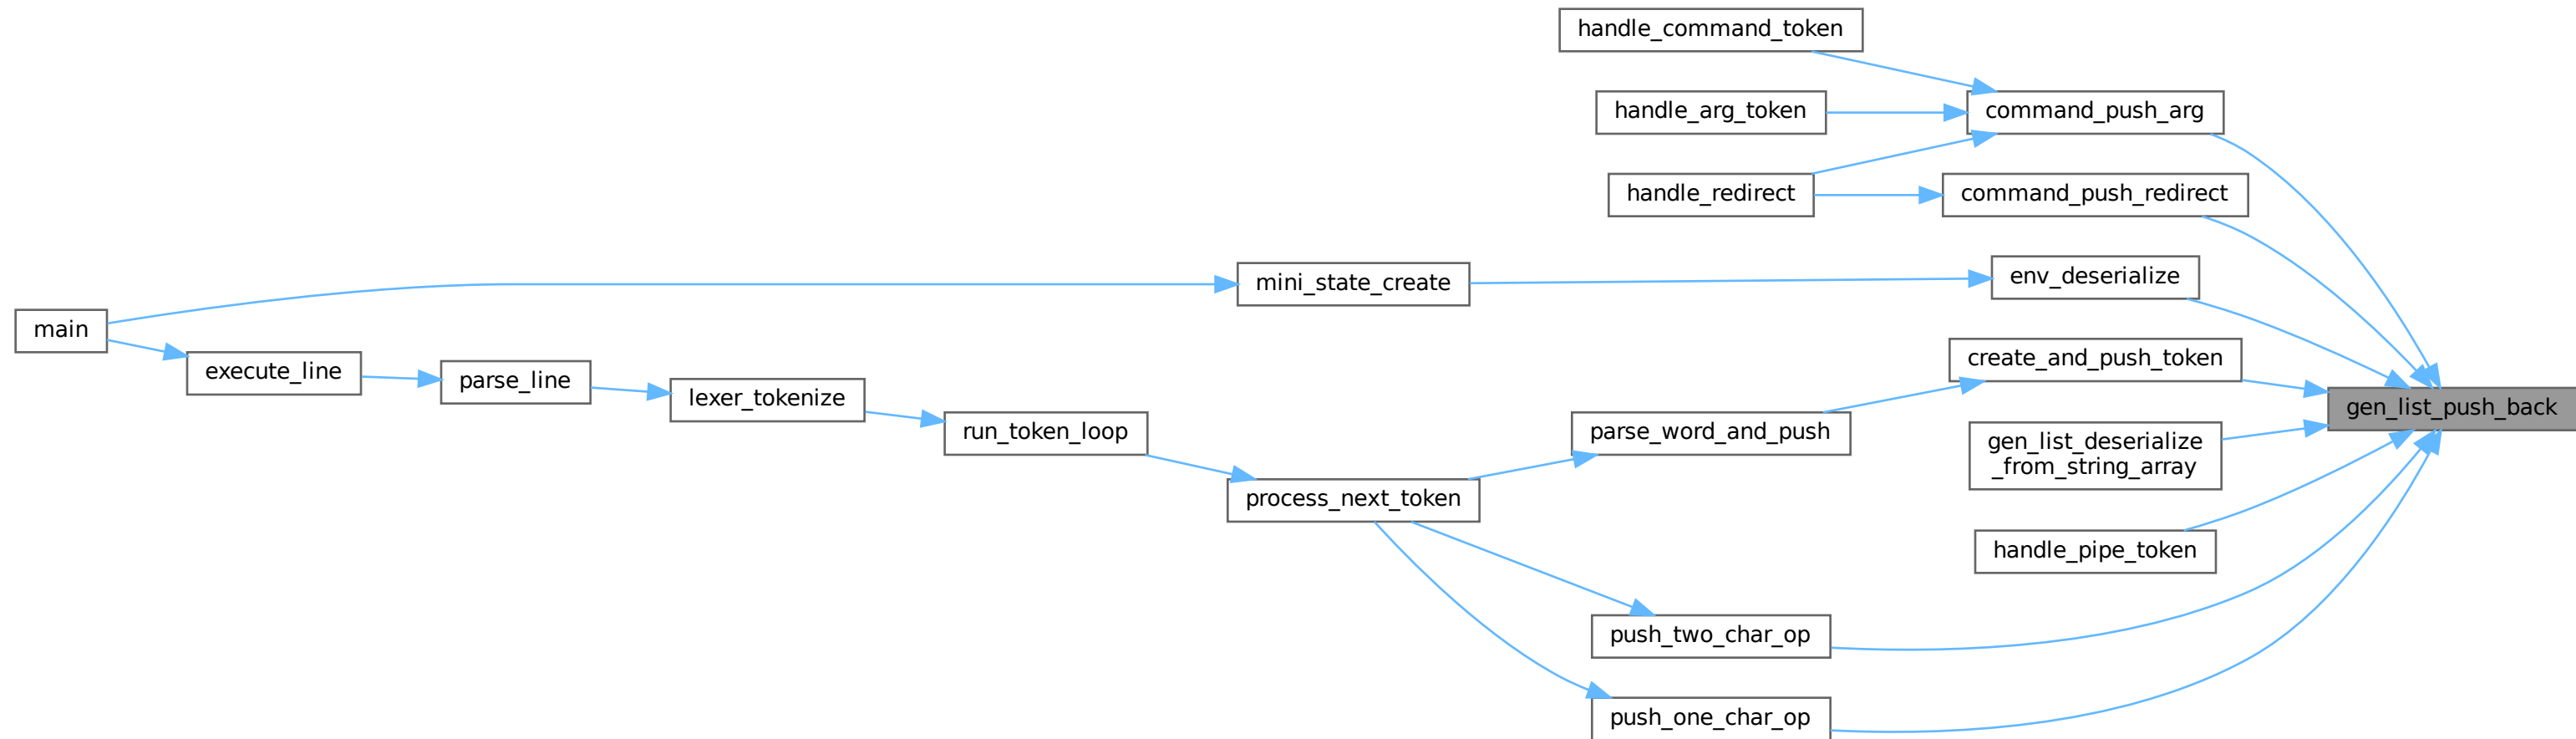 handle_command_token
handle_arg_token
command_push_arg
handle_redirect
command_push_redirect
mini_state_create
env_deserialize
main
execute_line
parse_line
lexer_tokenize
run_token_loop
process_next_token
parse_word_and_push
create_and_push_token
gen_list_push_back
gen_list_deserialize
_from_string_array
handle_pipe_token
push_two_char_op
push_one_char_op